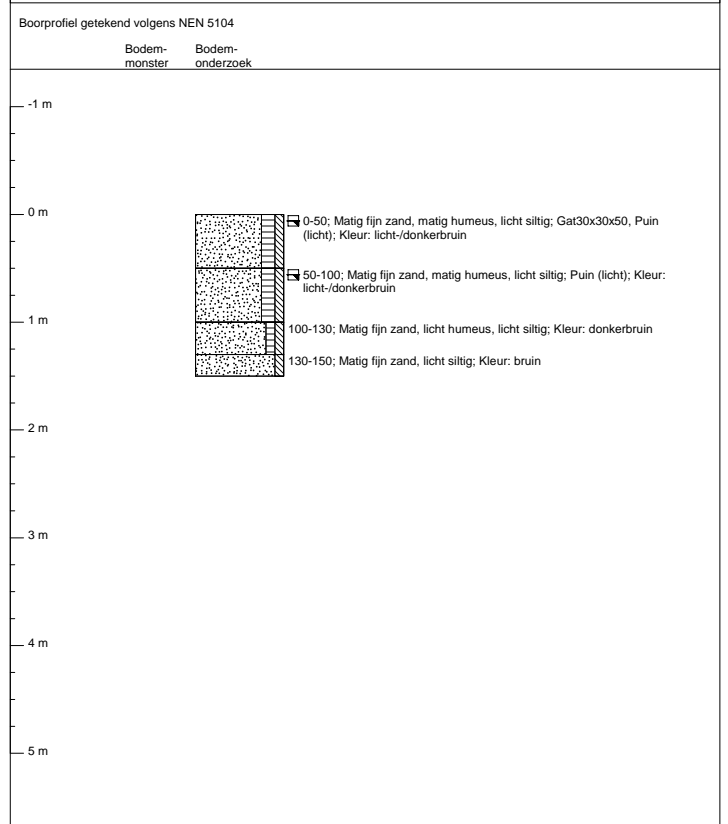 Boorprofiel getekend volgens NEN 5104
Bodem- Bodem-
monster onderzoek
-1 m
0 m
0-50; Matig fijn zand, matig humeus, licht siltig; Gat30x30x50, Puin
(licht); Kleur: licht-/donkerbruin
50-100; Matig fijn zand, matig humeus, licht siltig; Puin (licht); Kleur:
licht-/donkerbruin
1 m
100-130; Matig fijn zand, licht humeus, licht siltig; Kleur: donkerbruin
130-150; Matig fijn zand, licht siltig; Kleur: bruin
2 m
3 m
4 m
5 m